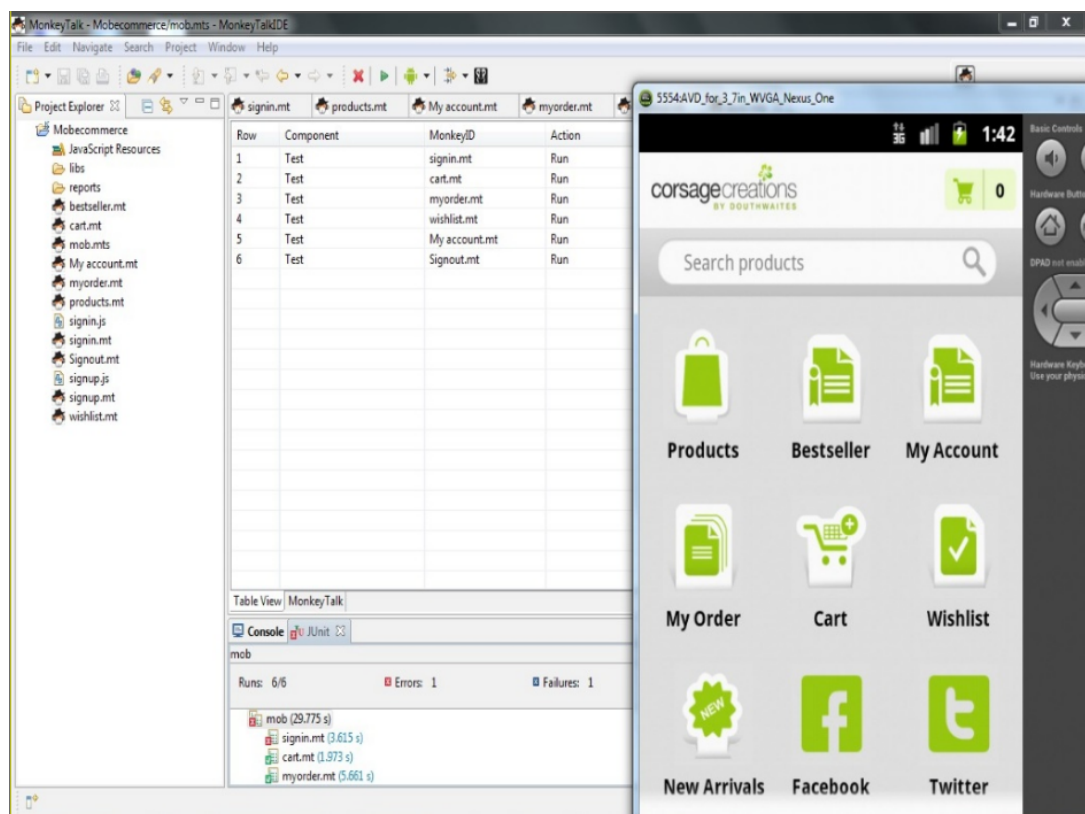 MonkeyTalk - Mobecommerce/mob.mts - MonkeyTalkIDE
File Edit Navigate Search Project Window Help
Project Explorer
Mobecommerce
JavaScript Resources
libs
reports
bestseller.mt
cart.mt
mob.mts
My account.mt
myorder.mt
products.mt
signin.js
signin.mt
Signout.mt
signup.js
signup.mt
wishlist.mt
signin.mt products.mt My account.mt myorder.mt
Row Component MonkeyID Action
1 Test signin.mt Run
2 Test cart.mt Run
3 Test myorder.mt Run
4 Test wishlist.mt Run
5 Test My account.mt Run
6 Test Signout.mt Run
Table View MonkeyTalk
Console JUnit
mob
Runs: 6/6 Errors: 1 Failures: 1
mob (29.775 s)
signin.mt (3.615 s)
cart.mt (1.973 s)
myorder.mt (5.661 s)
5554:AVD_for_3_7in_WVGA_Nexus_One
3G 1:42
corsagecreations 0
BY DOUTHWAITES
Search products
Products Bestseller My Account
My Order Cart Wishlist
NEW
New Arrivals Facebook Twitter
Basic Controls
Hardware Butto
DPAD not enabl
Hardware Keybo
Use your physic